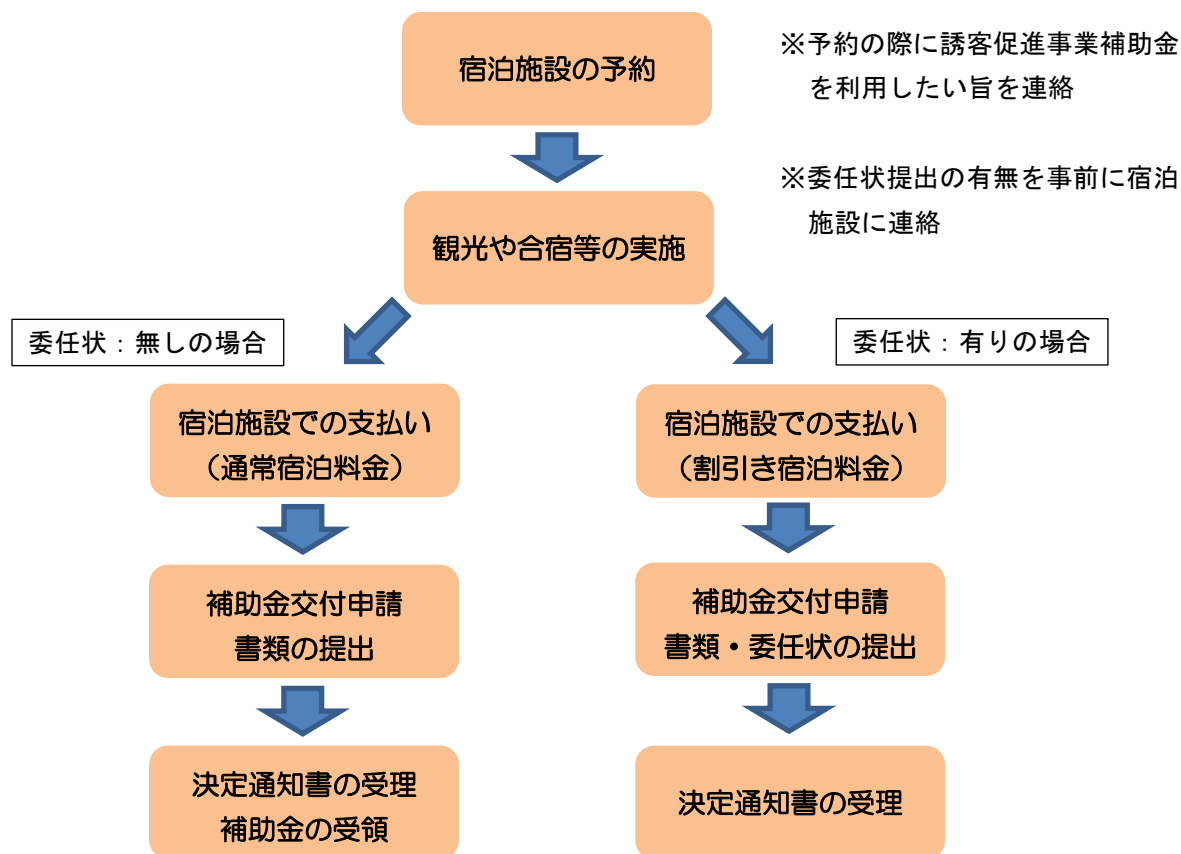 宿泊施設の予約
※予約の際に誘客促進事業補助金
を利用したい旨を連絡
※委任状提出の有無を事前に宿泊
施設に連絡
観光や合宿等の実施
委任状：無しの場合
委任状：有りの場合
宿泊施設での支払い
（通常宿泊料金）
宿泊施設での支払い
（割引き宿泊料金）
補助金交付申請
書類の提出
補助金交付申請
書類・委任状の提出
決定通知書の受理
補助金の受領
決定通知書の受理